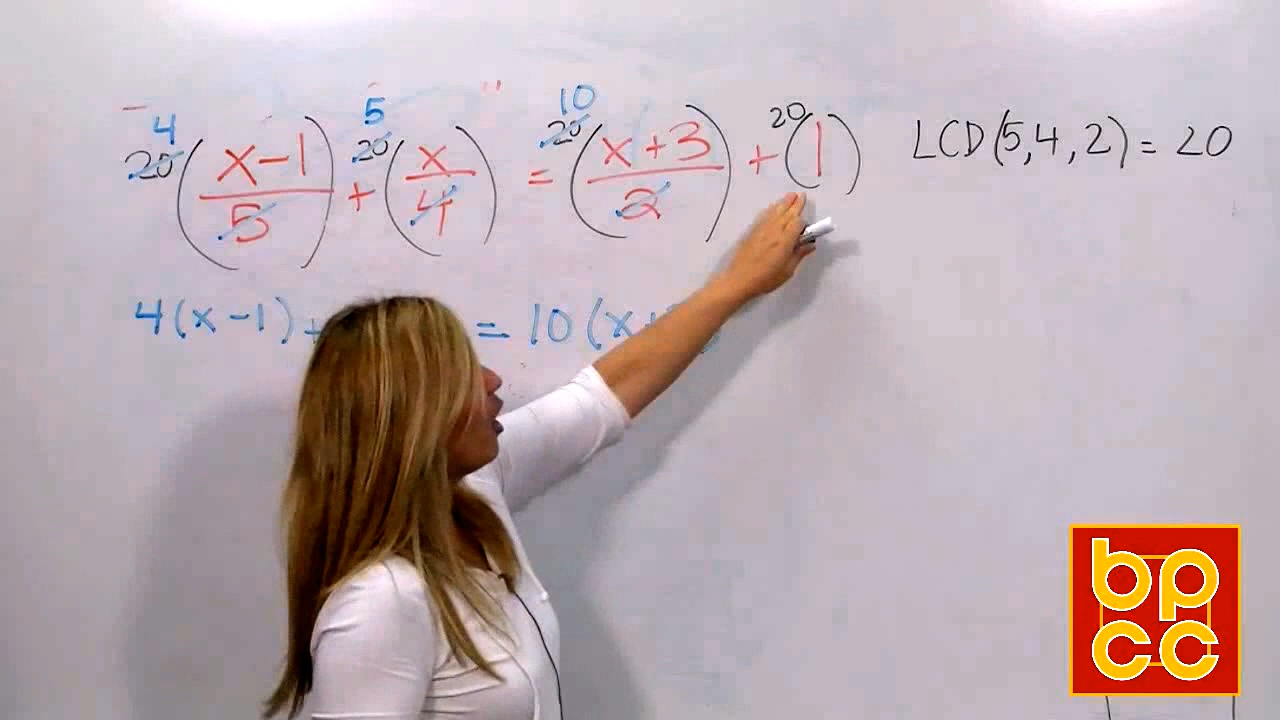 4 5 10
20 ( x-1 / 5 ) + 20 ( x / 4 ) = 20 ( x+3 / 2 ) + 20 ( 1 ) LCD(5,4,2) = 20
4(x-1)+ = 10(x+
bp
cc